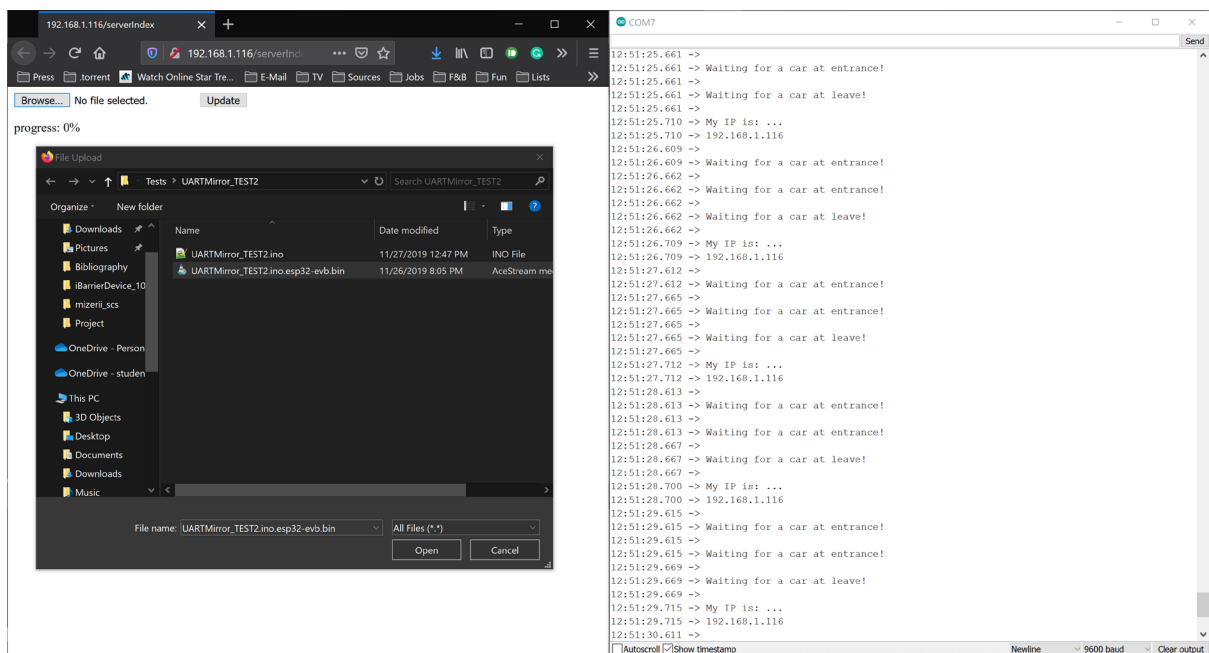 192.168.1.116/serverIndex
192.168.1.116/serverInd
Press .torrent Watch Online Star Tre... E-Mail TV Sources Jobs F&B Fun Lists
Browse... No file selected. Update
progress: 0%
File Upload
Tests > UARTMirror_TEST2 Search UARTMirror_TEST2
Organize New folder
Name Date modified Type
Downloads
Pictures
Bibliography
iBarrierDevice_10
mizerii_scs
Project
OneDrive - Person
OneDrive - studen
This PC
3D Objects
Desktop
Documents
Downloads
Music
UARTMirror_TEST2.ino 11/27/2019 12:47 PM INO File
UARTMirror_TEST2.ino.esp32-evb.bin 11/26/2019 8:05 PM AceStream me
File name: UARTMirror_TEST2.ino.esp32-evb.bin All Files (*.*)
Open Cancel
COM7
Send
12:51:25.661 ->
12:51:25.661 -> Waiting for a car at entrance!
12:51:25.661 ->
12:51:25.661 -> Waiting for a car at leave!
12:51:25.661 ->
12:51:25.710 -> My IP is: ...
12:51:25.710 -> 192.168.1.116
12:51:26.609 ->
12:51:26.609 -> Waiting for a car at entrance!
12:51:26.662 ->
12:51:26.662 -> Waiting for a car at entrance!
12:51:26.662 ->
12:51:26.662 -> Waiting for a car at leave!
12:51:26.662 ->
12:51:26.709 -> My IP is: ...
12:51:26.709 -> 192.168.1.116
12:51:27.612 ->
12:51:27.612 -> Waiting for a car at entrance!
12:51:27.665 ->
12:51:27.665 -> Waiting for a car at entrance!
12:51:27.665 ->
12:51:27.665 -> Waiting for a car at leave!
12:51:27.665 ->
12:51:27.712 -> My IP is: ...
12:51:27.712 -> 192.168.1.116
12:51:28.613 ->
12:51:28.613 -> Waiting for a car at entrance!
12:51:28.613 ->
12:51:28.613 -> Waiting for a car at entrance!
12:51:28.667 ->
12:51:28.667 -> Waiting for a car at leave!
12:51:28.667 ->
12:51:28.700 -> My IP is: ...
12:51:28.700 -> 192.168.1.116
12:51:29.615 ->
12:51:29.615 -> Waiting for a car at entrance!
12:51:29.615 ->
12:51:29.615 -> Waiting for a car at entrance!
12:51:29.669 ->
12:51:29.669 -> Waiting for a car at leave!
12:51:29.669 ->
12:51:29.715 -> My IP is: ...
12:51:29.715 -> 192.168.1.116
12:51:30.611 ->
Autoscroll Show timestamp Newline 9600 baud Clear output